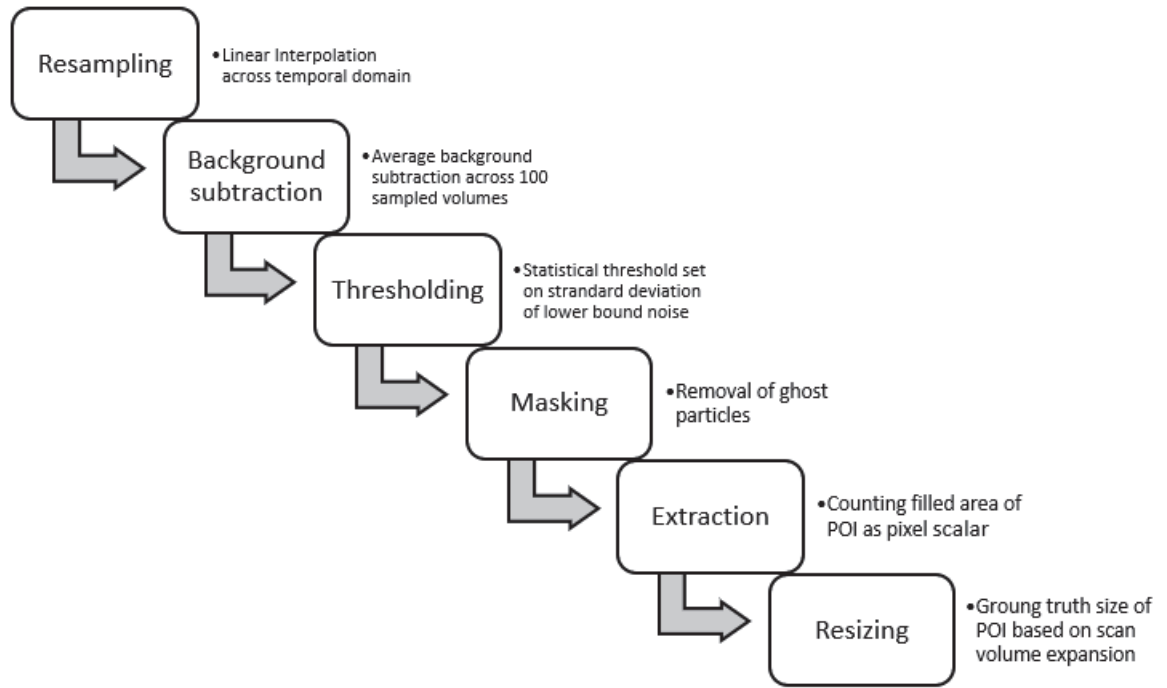 Resampling
•Linear Interpolation
across temporal domain
Background
subtraction
•Average background
subtraction across 100
sampled volumes
Thresholding
•Statistical threshold set
on strandard deviation
of lower bound noise
Masking
•Removal of ghost
particles
Extraction
•Counting filled area of
POI as pixel scalar
Resizing
•Groung truth size of
POI based on scan
volume expansion